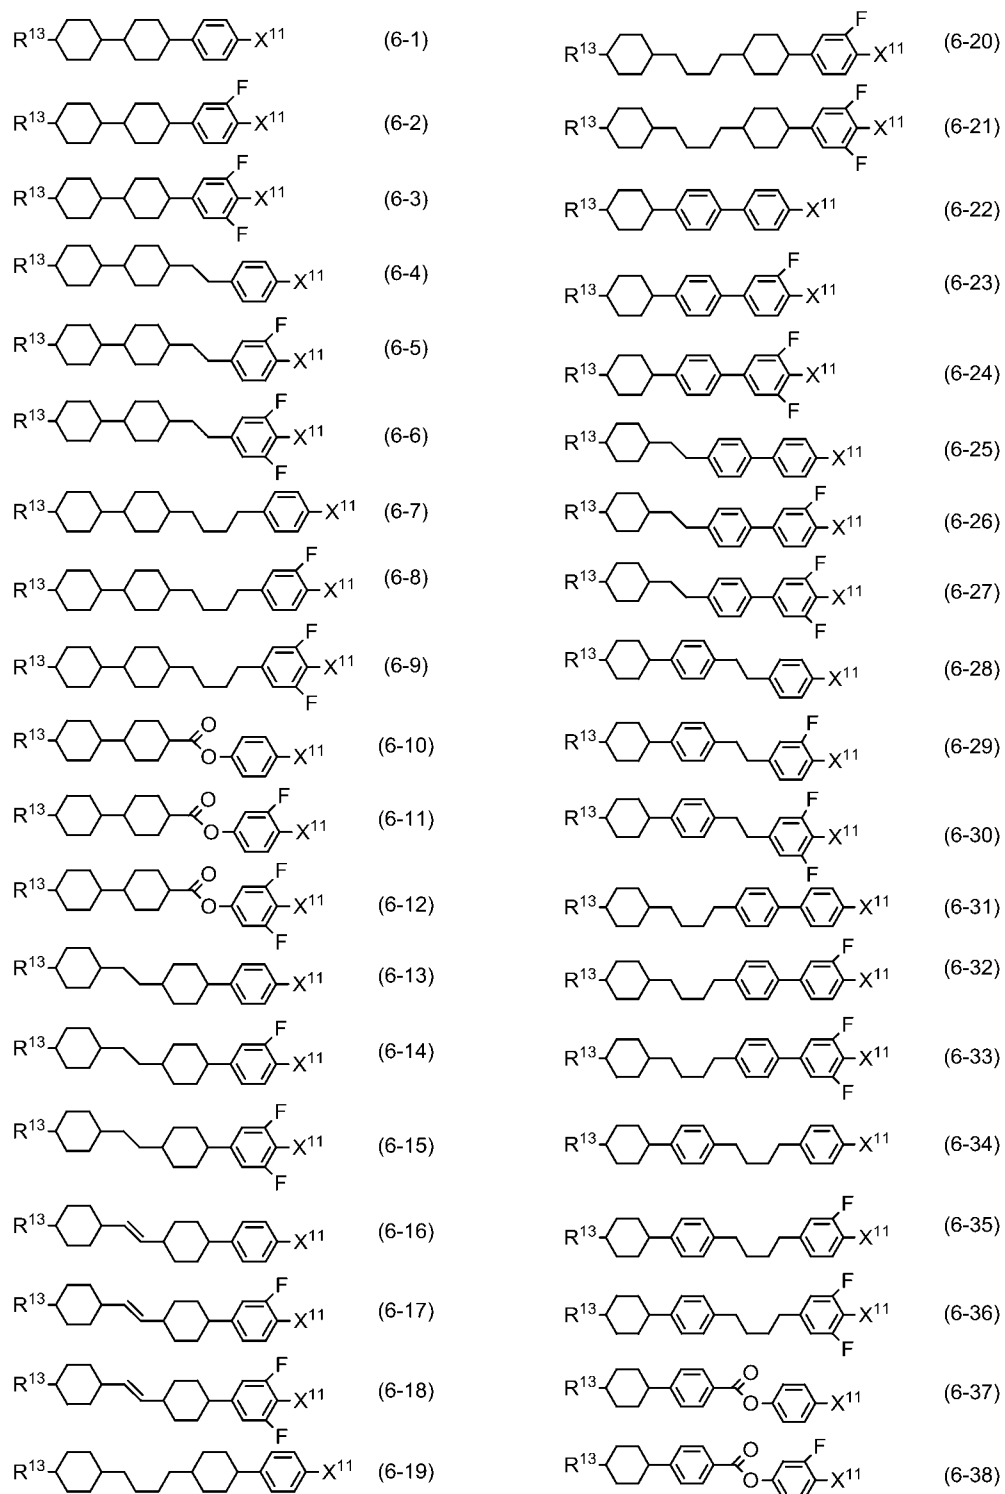 R¹³ X¹¹ (6-1)
F
R¹³ X¹¹ (6-2)
F
R¹³ X¹¹ (6-3)
F
R¹³ X¹¹ (6-4)
F
R¹³ X¹¹ (6-5)
F
R¹³ X¹¹ (6-6)
F
R¹³ X¹¹ (6-7)
F
R¹³ X¹¹ (6-8)
F
R¹³ X¹¹ (6-9)
F
O
R¹³ O X¹¹ (6-10)
O F
R¹³ O X¹¹ (6-11)
O F
R¹³ O X¹¹ (6-12)
F
R¹³ X¹¹ (6-13)
F
R¹³ X¹¹ (6-14)
F
R¹³ X¹¹ (6-15)
F
R¹³ X¹¹ (6-16)
F
R¹³ X¹¹ (6-17)
F
R¹³ X¹¹ (6-18)
F
R¹³ X¹¹ (6-19)
F
R¹³ X¹¹ (6-20)
F
R¹³ X¹¹ (6-21)
F
R¹³ X¹¹ (6-22)
F
R¹³ X¹¹ (6-23)
F
R¹³ X¹¹ (6-24)
F
R¹³ X¹¹ (6-25)
F
R¹³ X¹¹ (6-26)
F
R¹³ X¹¹ (6-27)
F
R¹³ X¹¹ (6-28)
F
R¹³ X¹¹ (6-29)
F
R¹³ X¹¹ (6-30)
F
R¹³ X¹¹ (6-31)
F
R¹³ X¹¹ (6-32)
F
R¹³ X¹¹ (6-33)
F
R¹³ X¹¹ (6-34)
F
R¹³ X¹¹ (6-35)
F
R¹³ X¹¹ (6-36)
F
O
R¹³ O X¹¹ (6-37)
O F
R¹³ O X¹¹ (6-38)